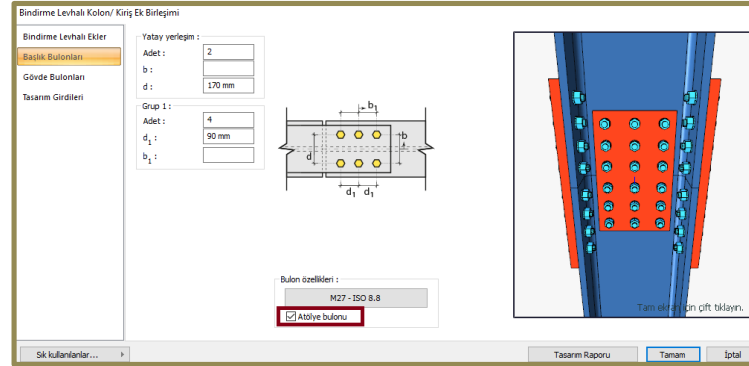 Bindirme Levhalı Kolon/ Kiriş Ek Birleşimi
Bindirme Levhalı Ekler
Başlık Bulonları
Gövde Bulonları
Tasarım Girdileri
Yatay yerleşim :
Adet : 2
b :
d : 170 mm
Grup 1 :
Adet : 4
d1 : 90 mm
b1 :
b1
b
d
d1 d1
Bulon özellikleri :
M27 - ISO 8.8
Atölye bulonu
Tam ekran için çift tıklayın.
Sık kullanılanlar...
Tasarım Raporu
Tamam
İptal